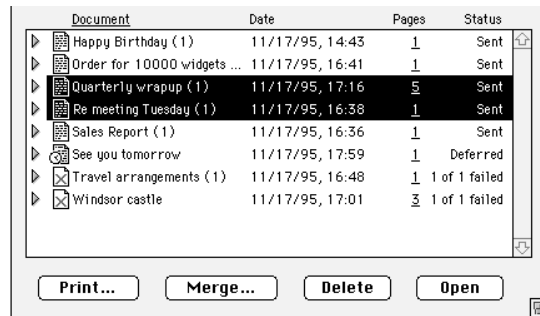 Document Date Pages Status
Happy Birthday (1) 11/17/95, 14:43 1 Sent
Order for 10000 widgets ... 11/17/95, 16:41 1 Sent
Quarterly wrapup (1) 11/17/95, 17:16 5 Sent
Re meeting Tuesday (1) 11/17/95, 16:38 1 Sent
Sales Report (1) 11/17/95, 16:36 1 Sent
See you tomorrow 11/17/95, 17:59 1 Deferred
Travel arrangements (1) 11/17/95, 16:48 1 1 of 1 failed
Windsor castle 11/17/95, 17:01 3 1 of 1 failed
Print... Merge... Delete Open